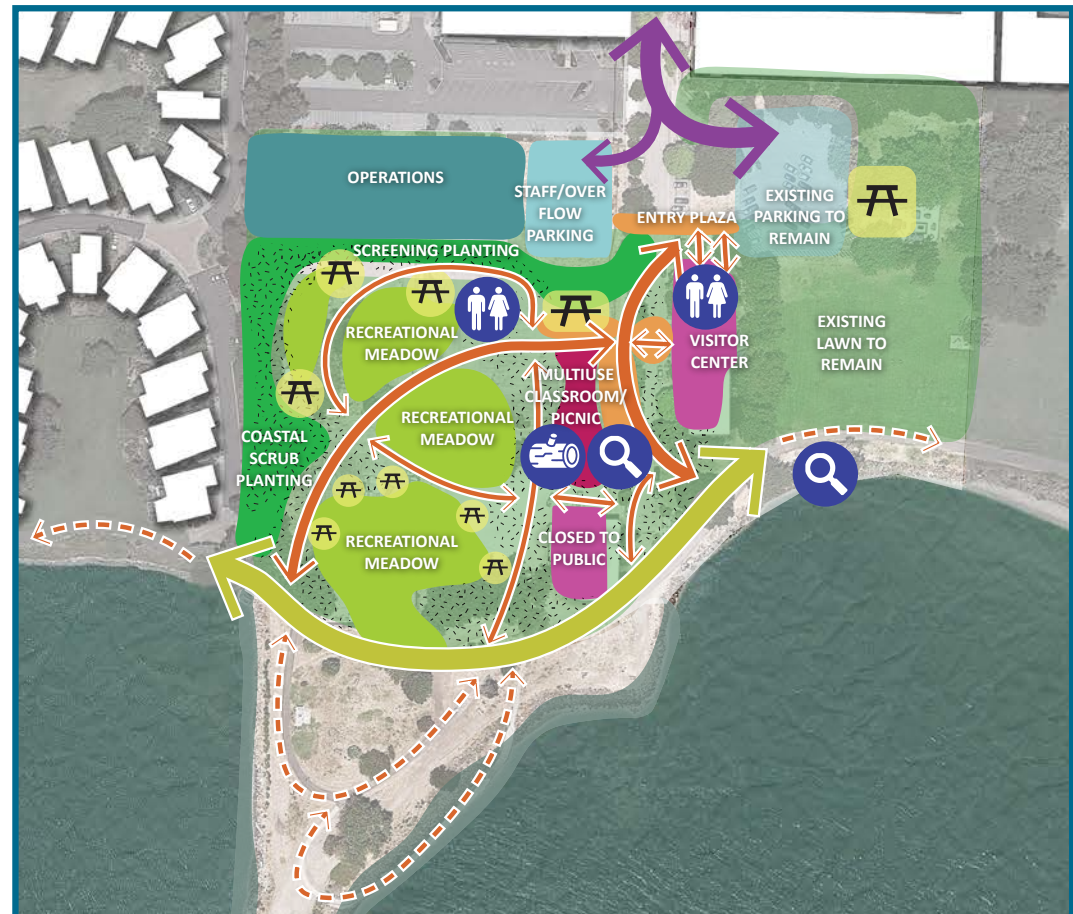 OPERATIONS
STAFF/OVER
FLOW
PARKING
ENTRY PLAZA
EXISTING
PARKING TO
REMAIN
SCREENING PLANTING
RECREATIONAL
MEADOW
VISITOR
CENTER
EXISTING
LAWN TO
REMAIN
MULTIUSE
CLASSROOM/
PICNIC
RECREATIONAL
MEADOW
COASTAL
SCRUB
PLANTING
RECREATIONAL
MEADOW
CLOSED TO
PUBLIC